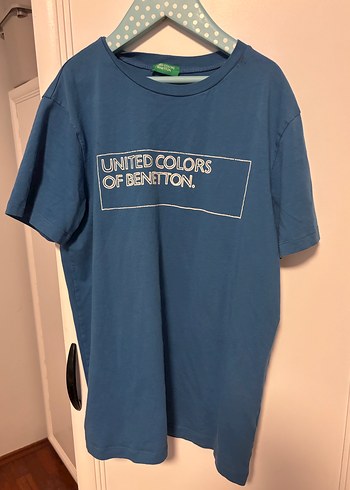 UNITED COLORS
OF BENETTON.